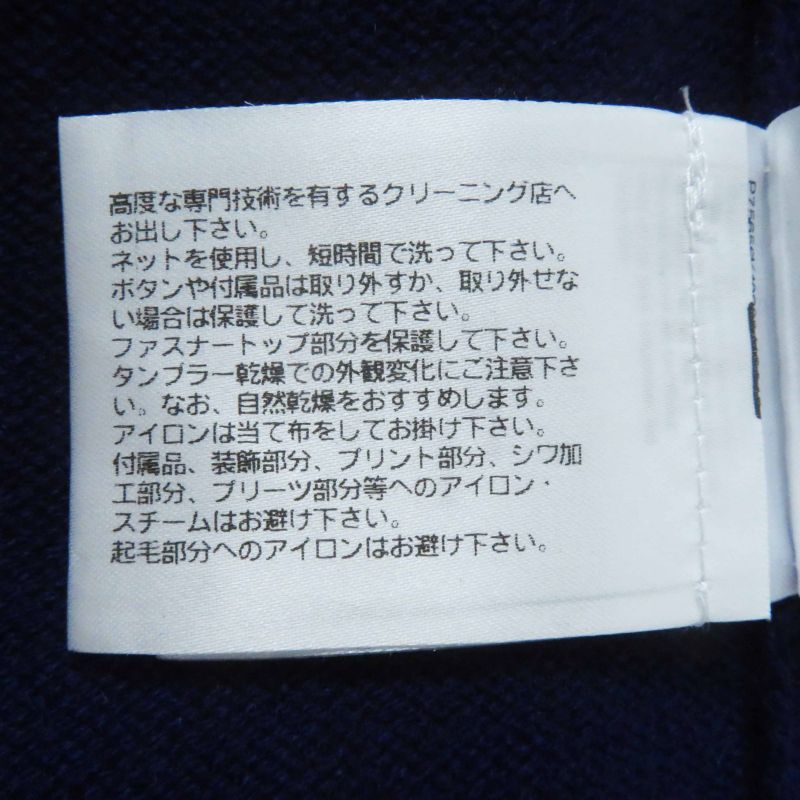 高度な専門技術を有するクリーニング店へ
お出し下さい。
ネットを使用し、短時間で洗って下さい。
ボタンや付属品は取り外すか、取り外せな
い場合は保護して洗って下さい。
ファスナートップ部分を保護して下さい。
タンブラー乾燥での外観変化にご注意下さ
い。なお、自然乾燥をおすすめします。
アイロンは当て布をしてお掛け下さい。
付属品、装飾部分、プリント部分、シワ加
工部分、プリーツ部分等へのアイロン・
スチームはお避け下さい。
起毛部分へのアイロンはお避け下さい。